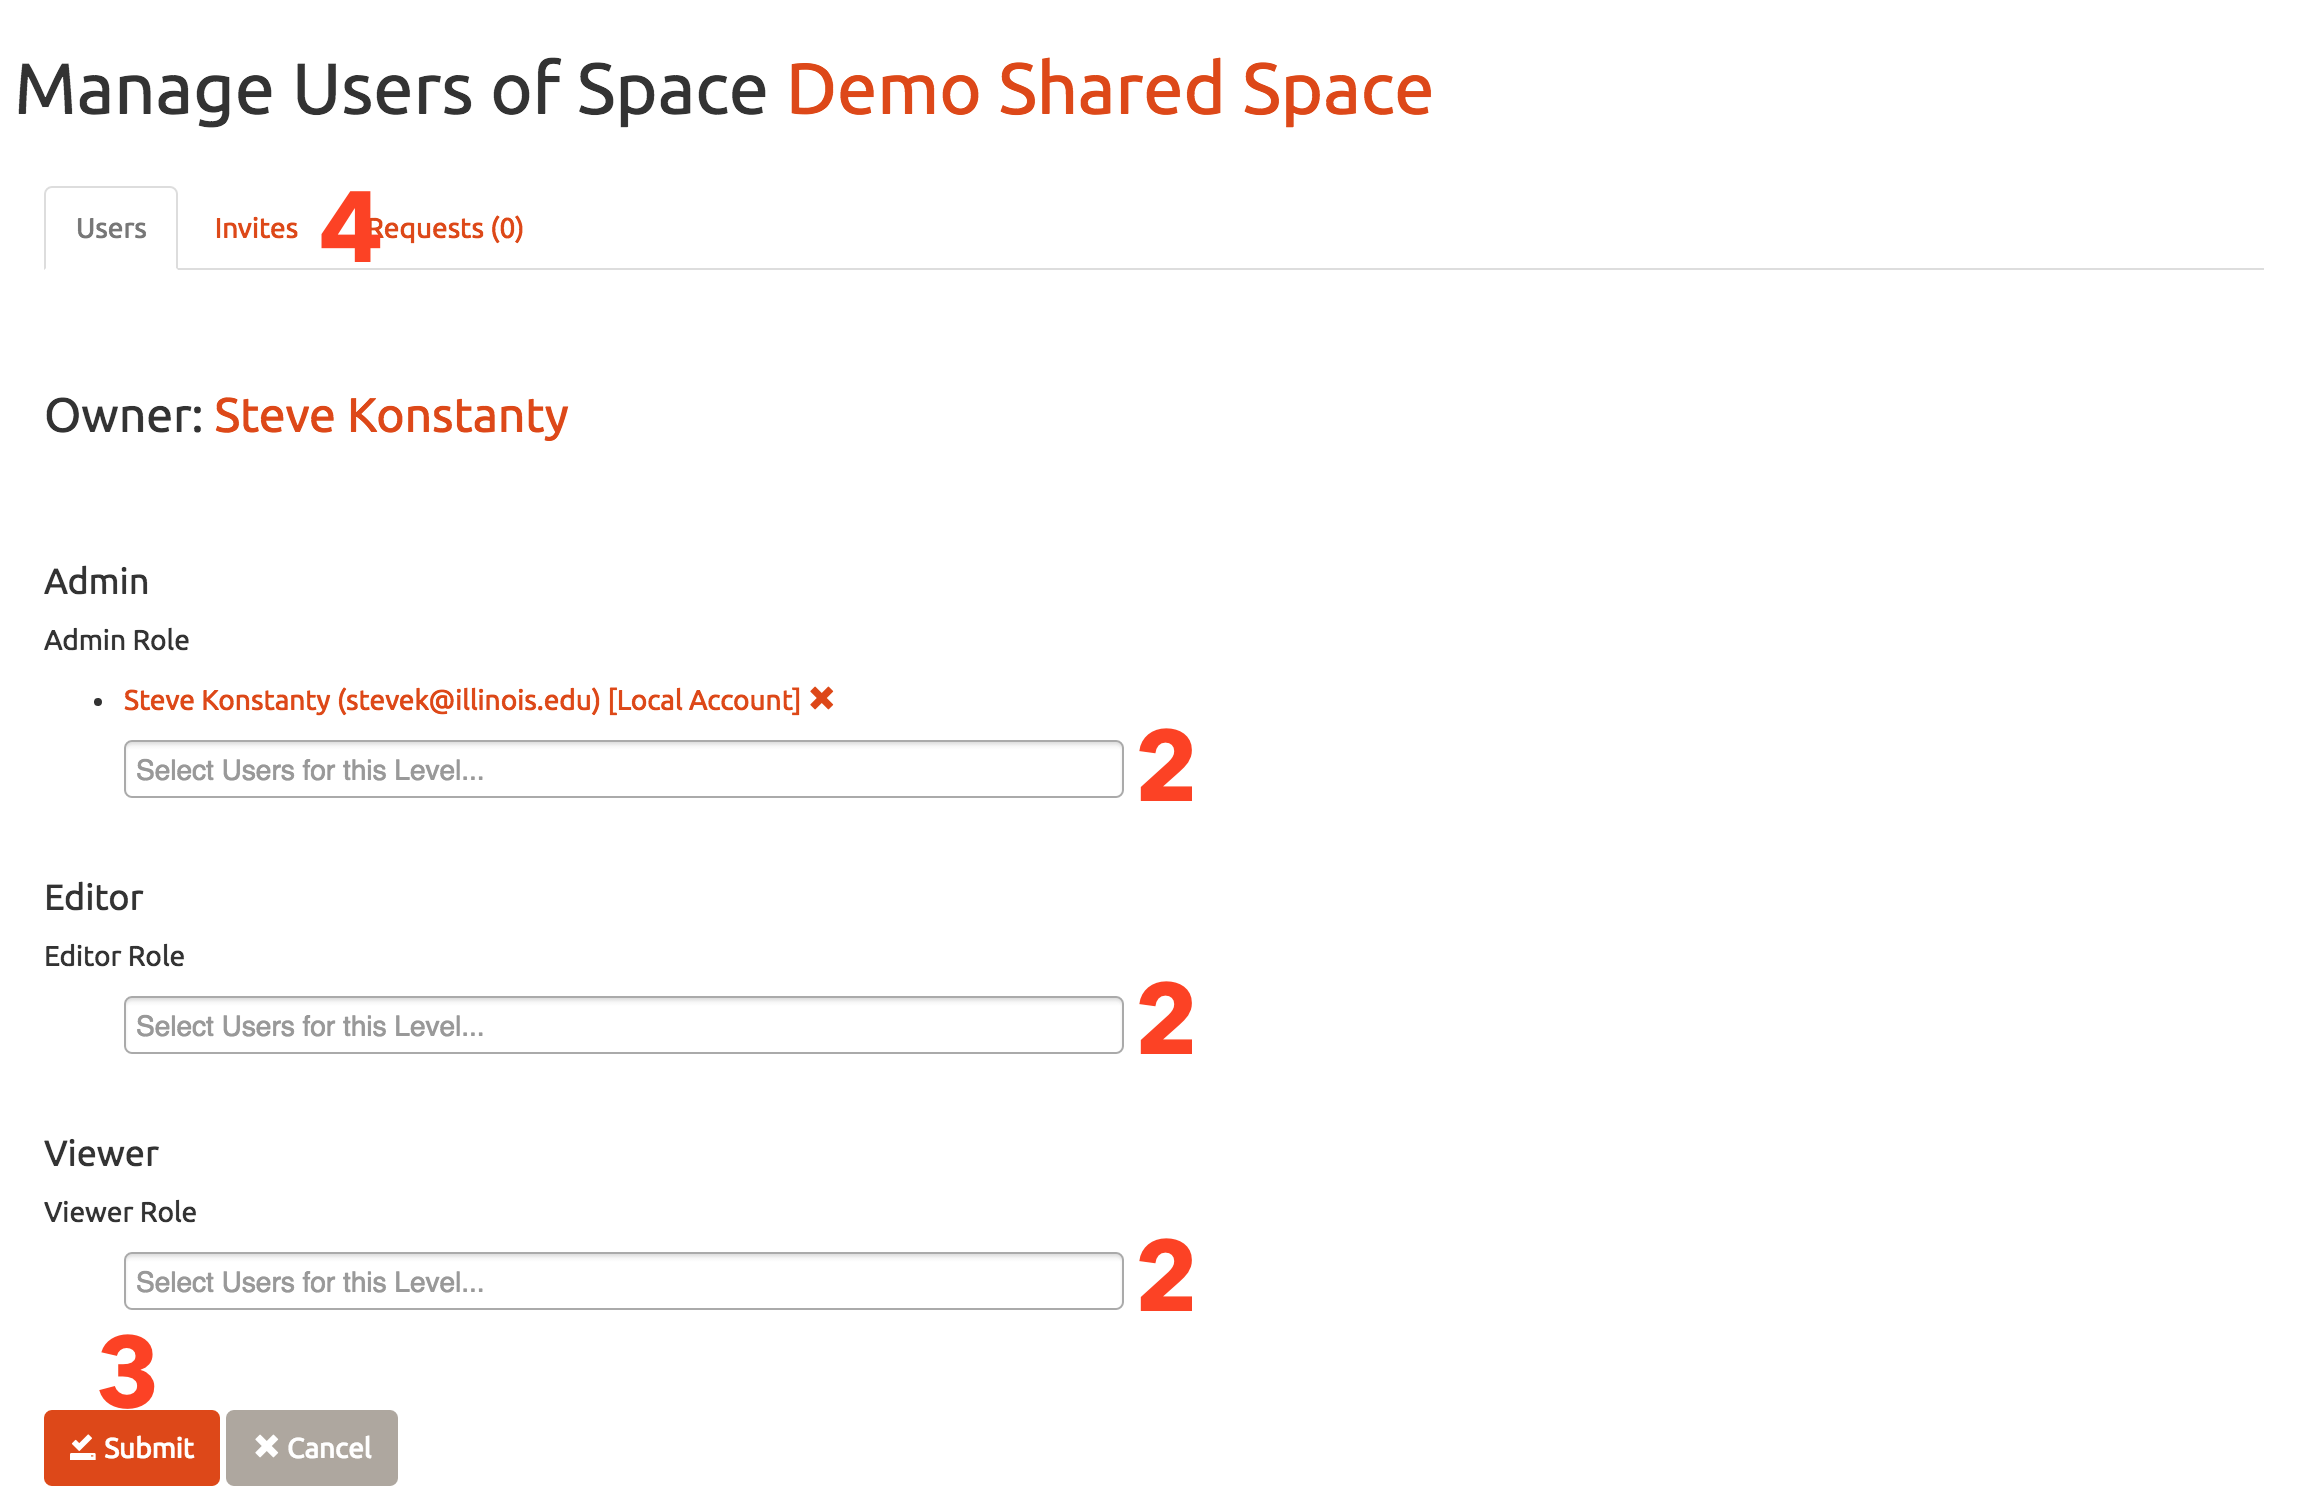 Manage Users of Space Demo Shared Space
Users Invites 4 Requests (0)
Owner: Steve Konstanty
Admin
Admin Role
• Steve Konstanty (stevek@illinois.edu) [Local Account] ✖
Select Users for this Level... 2
Editor
Editor Role
Select Users for this Level... 2
Viewer
Viewer Role
Select Users for this Level... 2
3
Submit ✖ Cancel